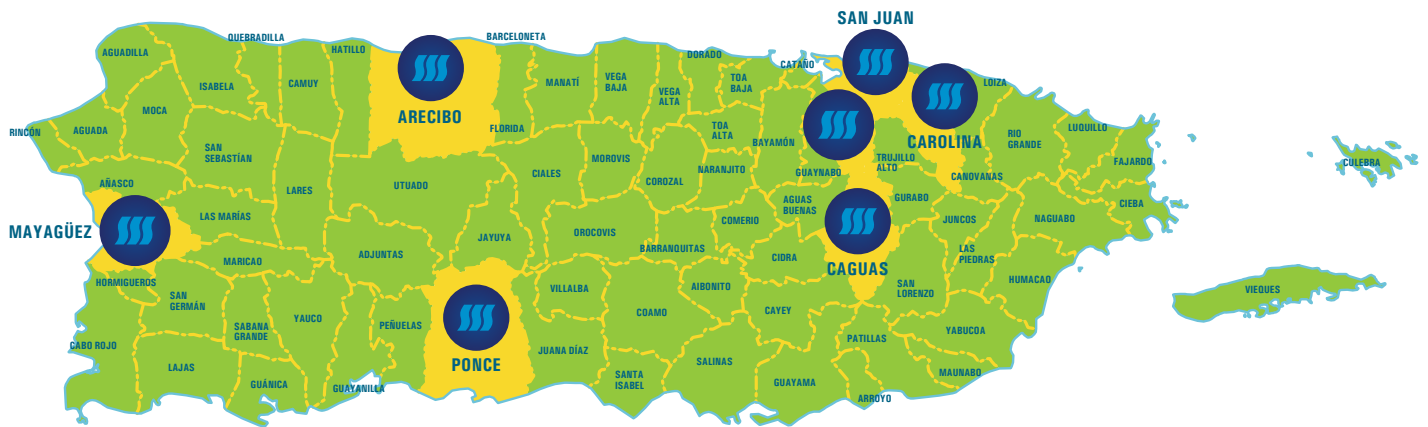 SAN JUAN
QUEBRADILLA
BARCELONETA
HATILLO
AGUADILLA
DORADO
CATAÑO
ISABELA
CAMUY
MANATÍ
VEGA
BAJA
TOA
BAJA
LOIZA
VEGA
ALTA
MOCA
ARECIBO
RINCÓN
AGUADA
FLORIDA
TOA
ALTA
BAYAMÓN
CAROLINA
RIO
GRANDE
LUQUILLO
SAN
SEBASTÍAN
MOROVIS
TRUJILLO
ALTO
FAJARDO
CULEBRA
AÑASCO
LARES
UTUADO
CIALES
COROZAL
NARANJITO
GUAYNABO
CANOVANAS
LAS MARÍAS
AGUAS
BUENAS
GURABO
CIEBA
MAYAGÜEZ
JAYUYA
OROCOVIS
COMERIO
JUNCOS
NAGUABO
BARRANQUITAS
ADJUNTAS
MARICAO
CIDRA
CAGUAS
LAS
PIEDRAS
HORMIGUEROS
SAN
GERMÁN
VILLALBA
AIBONITO
SAN
LORENZO
HUMACAO
VIEQUES
YAUCO
PEÑUELAS
COAMO
CAYEY
SABANA
GRANDE
PATILLAS
YABUCOA
CABO ROJO
LAJAS
PONCE
JUANA DÍAZ
SALINAS
MAUNABO
GUÁNICA
GUAYANILLA
SANTA
ISABEL
GUAYAMA
ARROYO